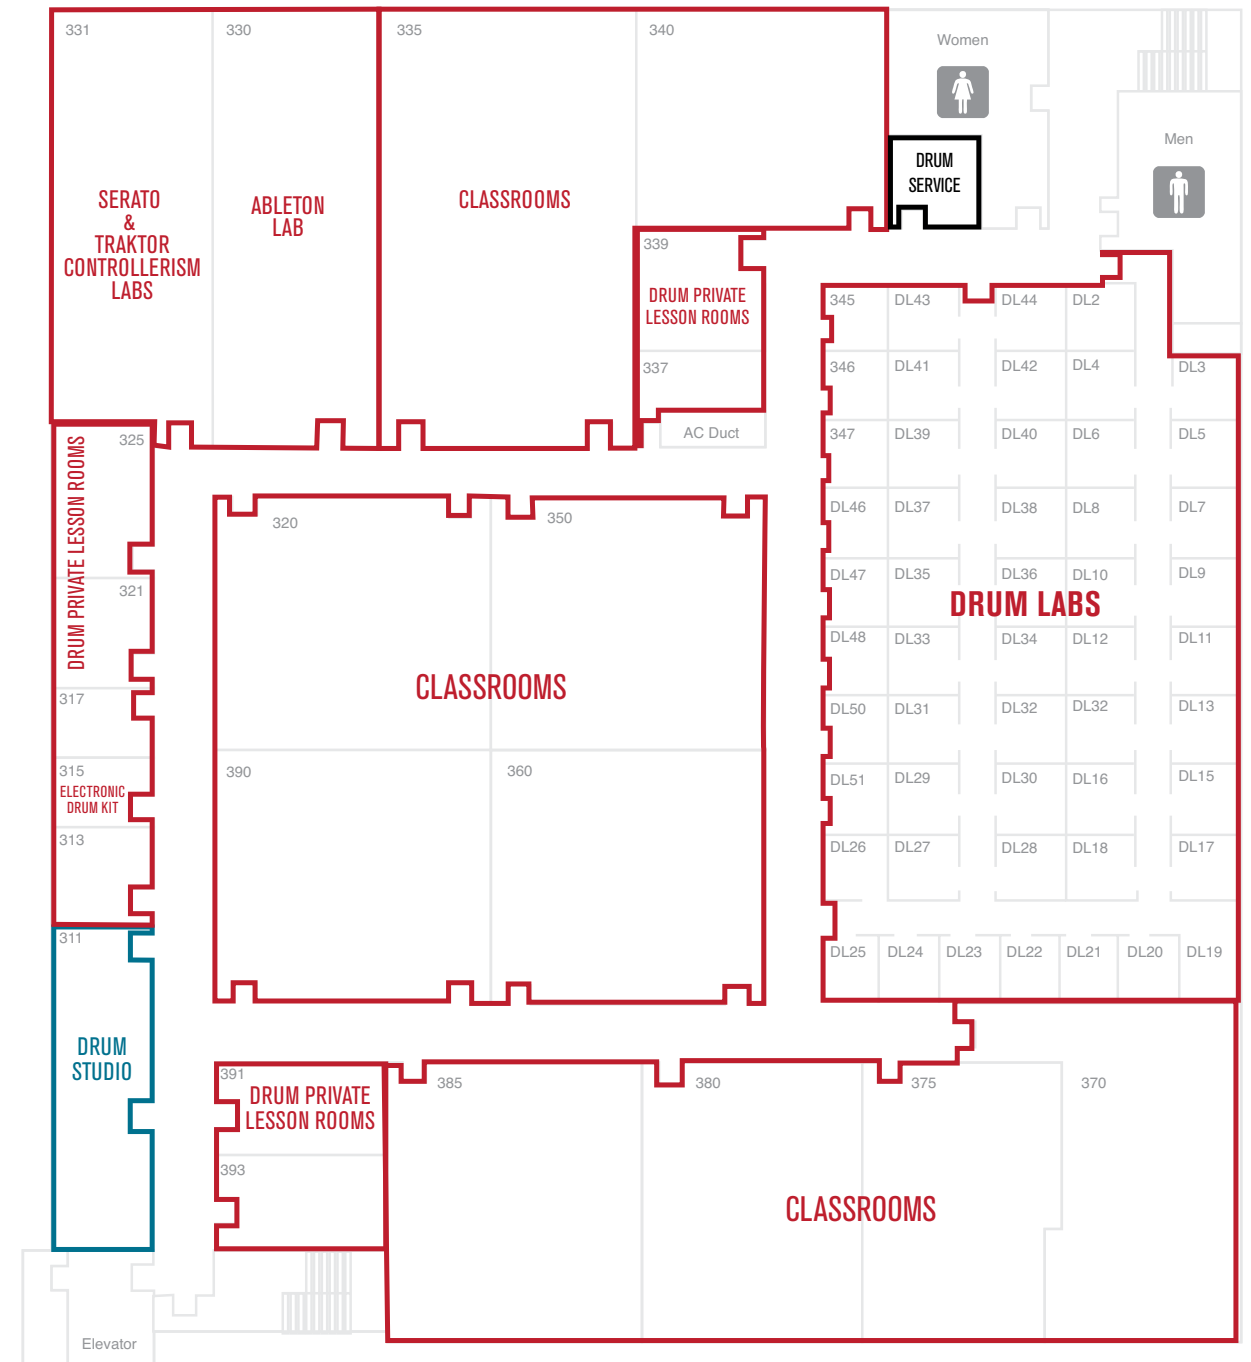 331
330
335
340
Women
Men
DRUM
SERVICE
SERATO
&
TRAKTOR
CONTROLLERISM
LABS
ABLETON
LAB
CLASSROOMS
339
DRUM PRIVATE
LESSON ROOMS
337
AC Duct
345
DL43
DL44
DL2
346
DL41
DL42
DL4
DL3
347
DL39
DL40
DL6
DL5
DL46
DL37
DL38
DL8
DL7
DL47
DL35
DL36
DL10
DL9
DRUM LABS
DL48
DL33
DL34
DL12
DL11
DL50
DL31
DL32
DL32
DL13
DL51
DL29
DL30
DL16
DL15
DL26
DL27
DL28
DL18
DL17
DL25
DL24
DL23
DL22
DL21
DL20
DL19
325
DRUM PRIVATE LESSON ROOMS
321
317
315
ELECTRONIC
DRUM KIT
313
320
350
CLASSROOMS
390
360
311
DRUM
STUDIO
391
DRUM PRIVATE
LESSON ROOMS
393
385
380
375
370
CLASSROOMS
Elevator